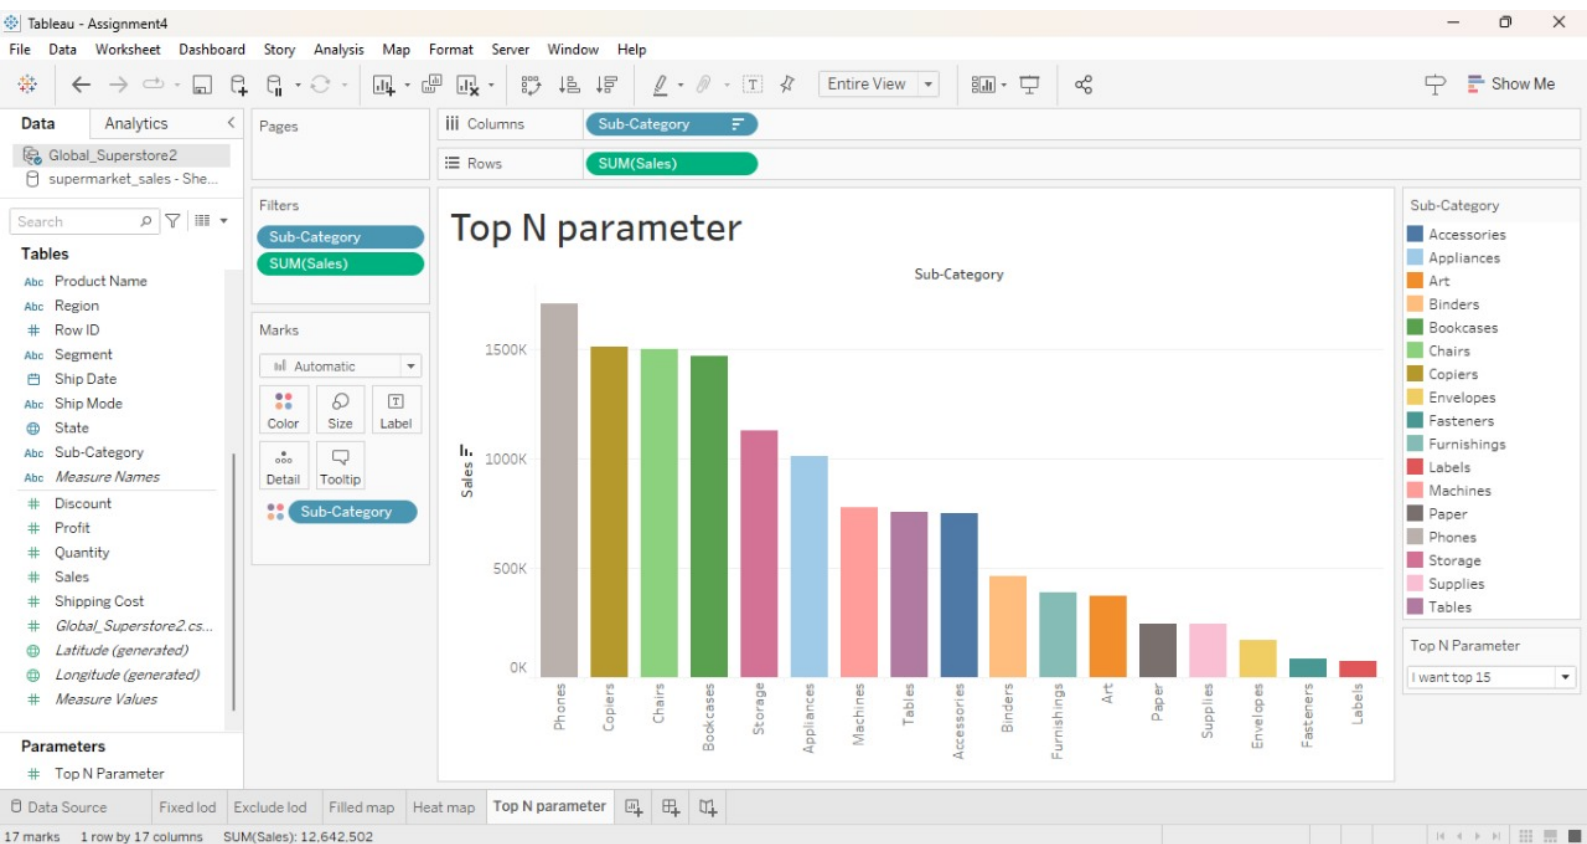 Tableau - Assignment4
File Data Worksheet Dashboard Story Analysis Map Format Server Window Help
Entire View
Show Me
Data Analytics
Global_Superstore2
supermarket_sales - She...
Search
Tables
Abc Product Name
Abc Region
# Row ID
Abc Segment
Ship Date
Abc Ship Mode
State
Abc Sub-Category
Abc Measure Names
# Discount
# Profit
# Quantity
# Sales
# Shipping Cost
# Global_Superstore2.cs...
Latitude (generated)
Longitude (generated)
# Measure Values
Parameters
# Top N Parameter
Pages
Filters
Sub-Category
SUM(Sales)
Marks
Automatic
Color Size Label
Detail Tooltip
Sub-Category
Columns Sub-Category
Rows SUM(Sales)
Top N parameter
Sub-Category
1500K
1000K
500K
0K
Sales
Phones
Copiers
Chairs
Bookcases
Storage
Appliances
Machines
Tables
Accessories
Binders
Furnishings
Art
Paper
Supplies
Envelopes
Fasteners
Labels
Sub-Category
Accessories
Appliances
Art
Binders
Bookcases
Chairs
Copiers
Envelopes
Fasteners
Furnishings
Labels
Machines
Paper
Phones
Storage
Supplies
Tables
Top N Parameter
I want top 15
Data Source Fixed lod Exclude lod Filled map Heat map Top N parameter
17 marks 1 row by 17 columns SUM(Sales): 12,642,502